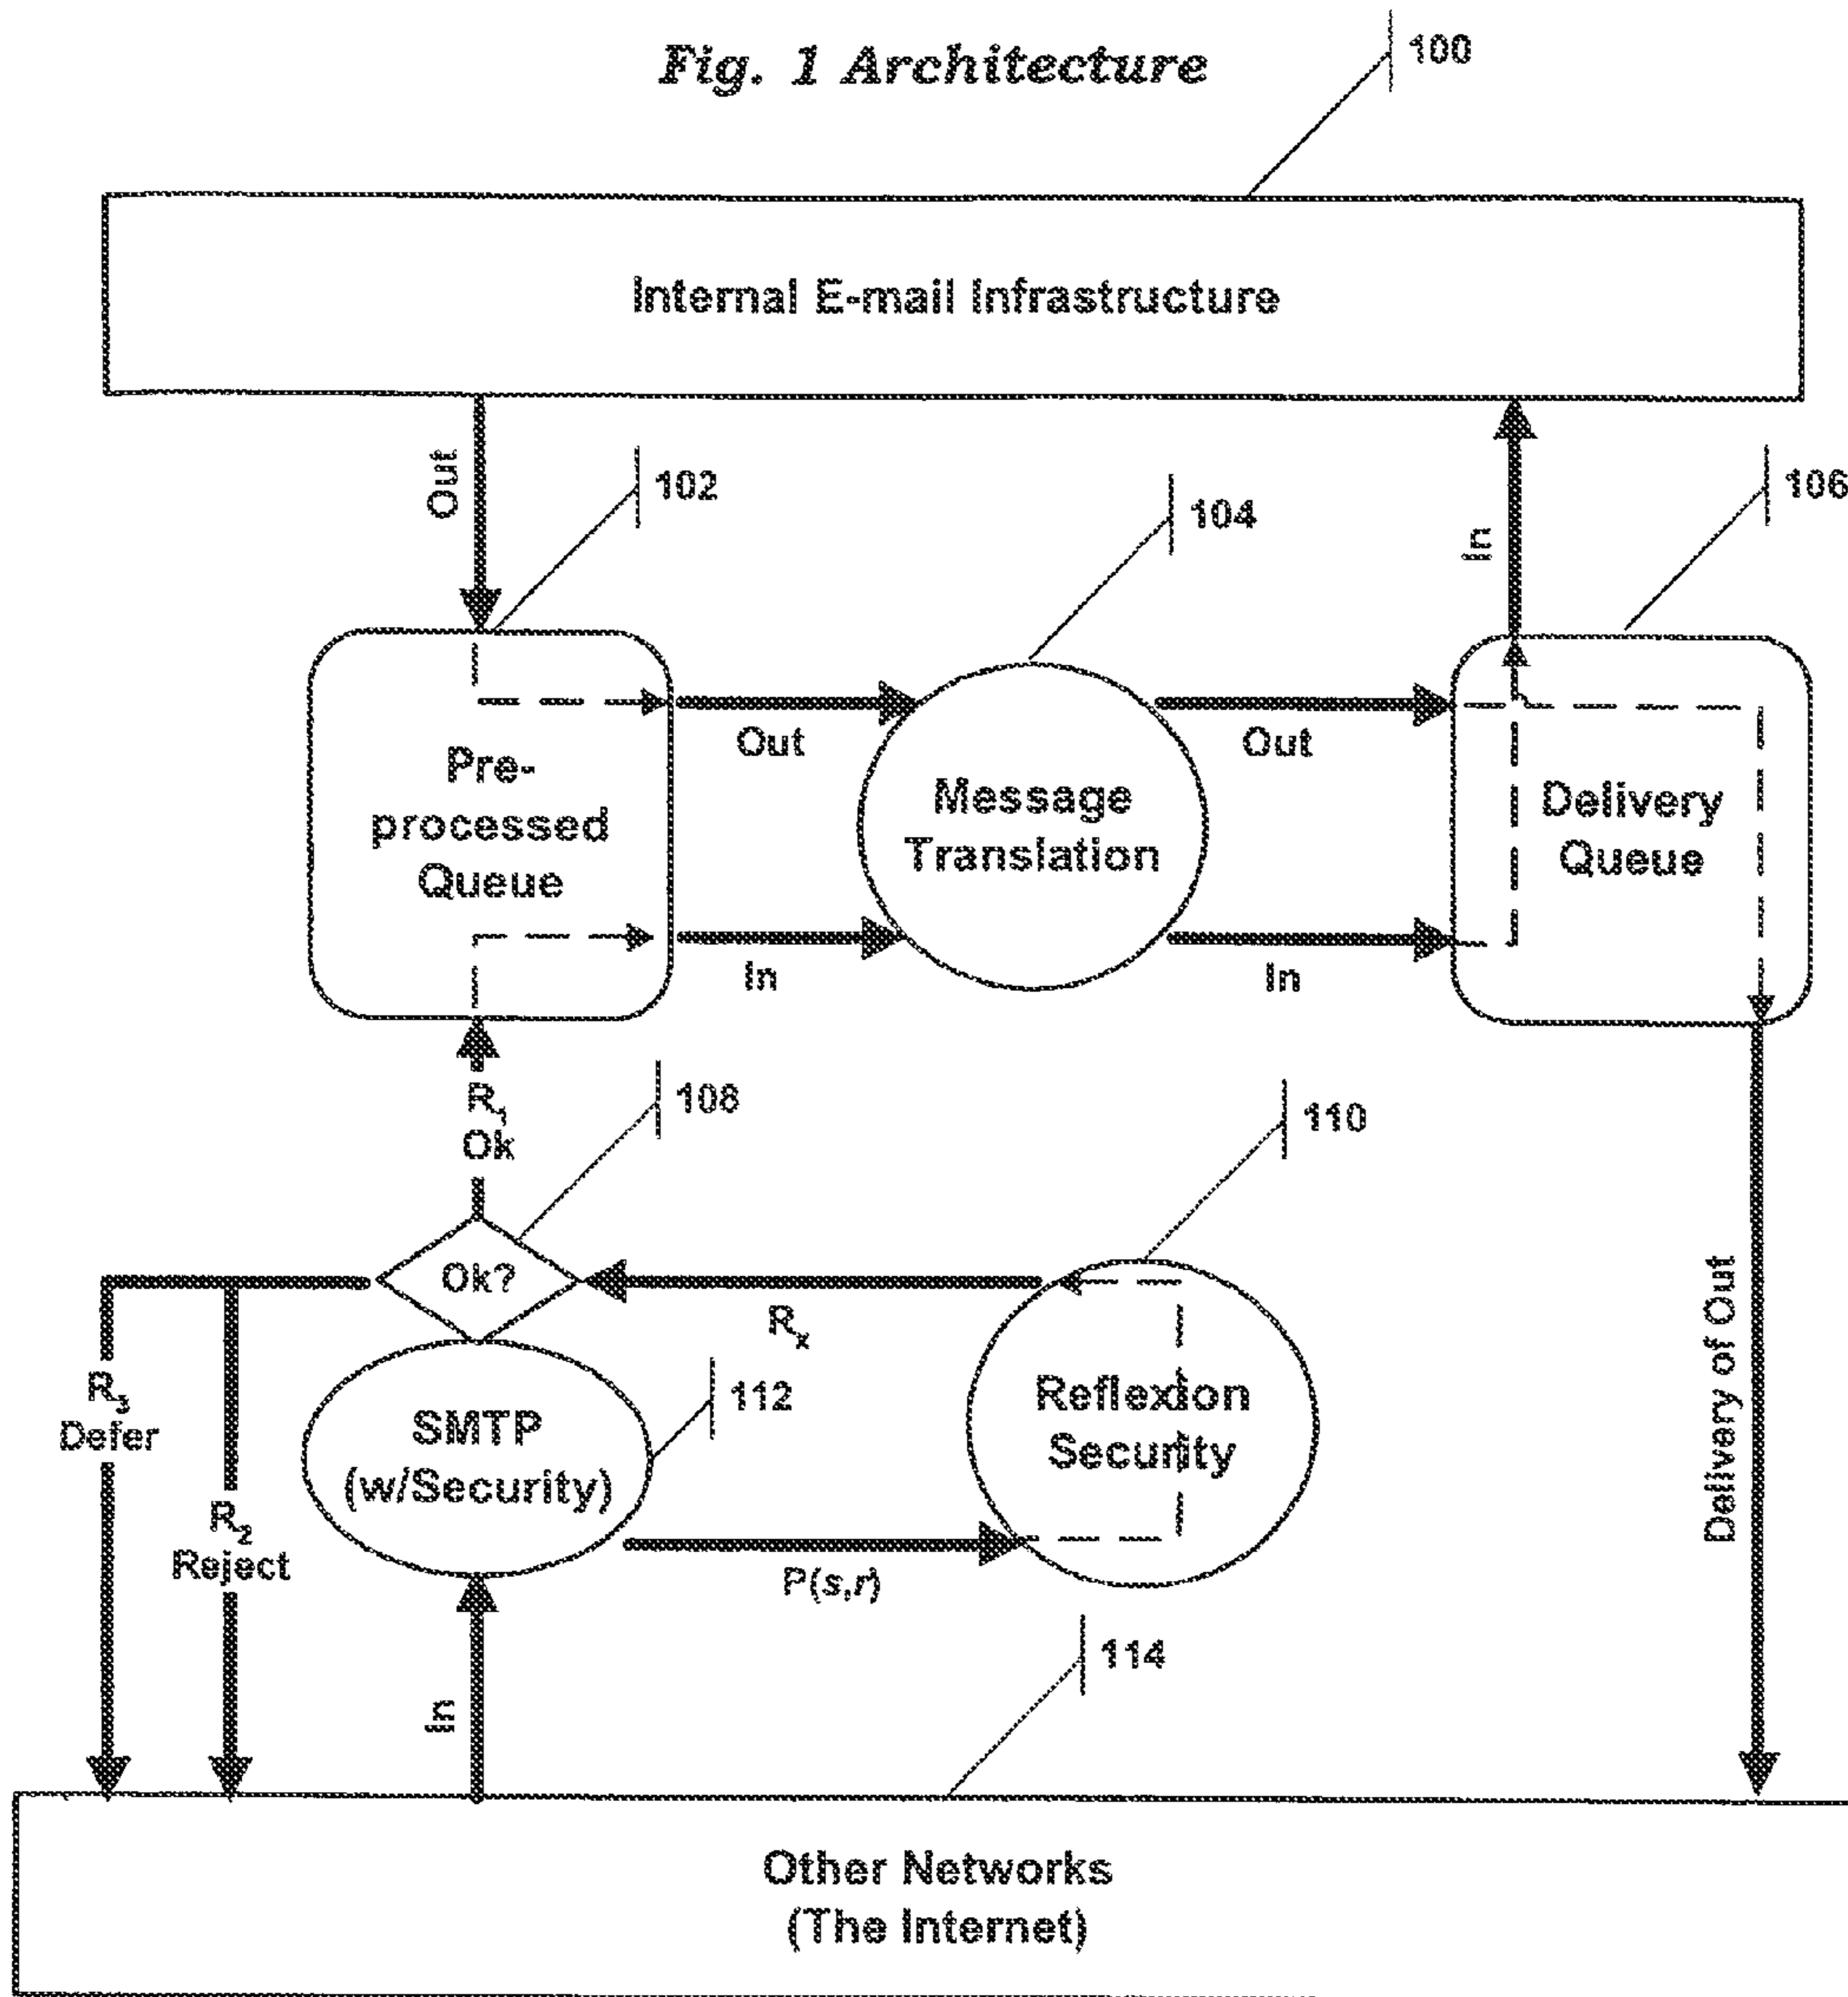 Fig. 1 Architecture
100
Internal E-mail Infrastructure
Out
102
104
In
106
Out
Out
Pre-
processed
Queue
Message
Translation
Delivery
Queue
In
In
R1
Ok
108
110
Ok?
Rx
R3
Defer
112
Reflexion
Security
SMTP
(w/Security)
R2
Reject
P(s,r)
Delivery of Out
In
114
Other Networks
(The Internet)